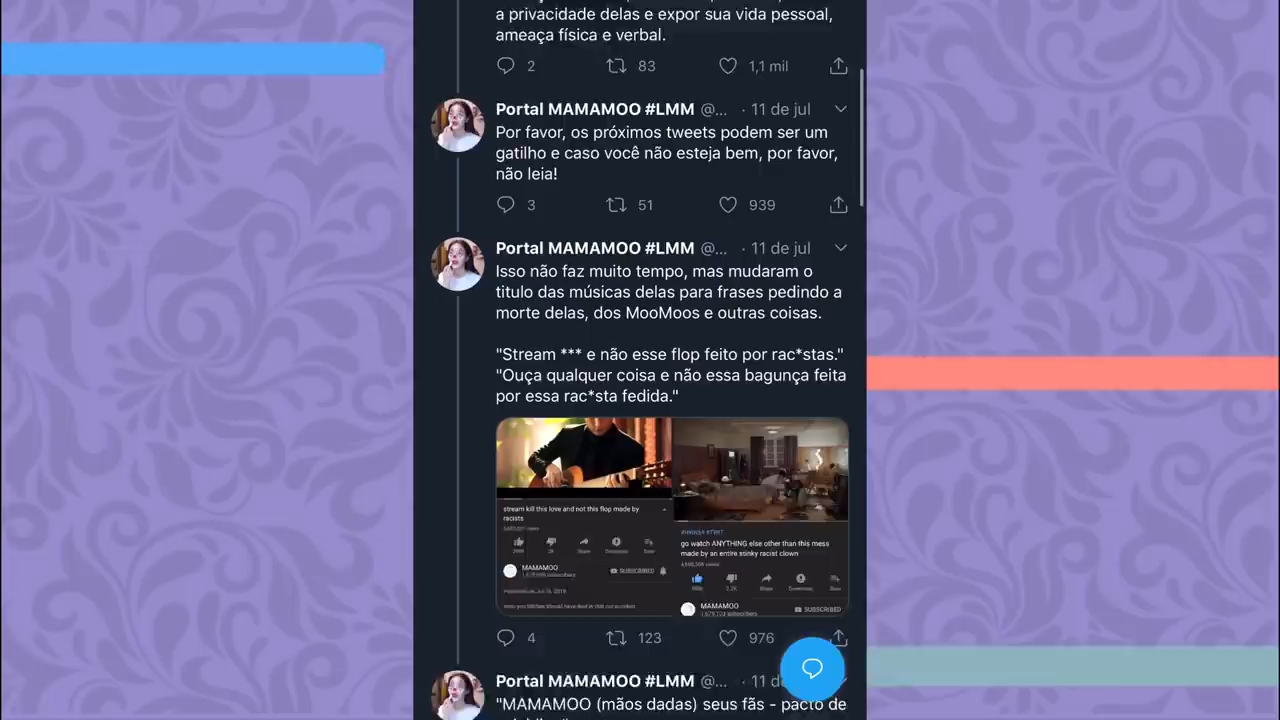 a privacidade delas e expor sua vida pessoal,
ameaça física e verbal.
2 83 1,1 mil
Portal MAMAMOO #LMM @... · 11 de jul
Por favor, os próximos tweets podem ser um
gatilho e caso você não esteja bem, por favor,
não leia!
3 51 939
Portal MAMAMOO #LMM @... · 11 de jul
Isso não faz muito tempo, mas mudaram o
titulo das músicas delas para frases pedindo a
morte delas, dos MooMoos e outras coisas.
"Stream *** e não esse flop feito por rac*stas."
"Ouça qualquer coisa e não essa bagunça feita
por essa rac*sta fedida."
stream kill this love and not this flop made by
racists
Share
MAMAMOO
SUBSCRIBED
go watch ANYTHING else other than this mess
made by an entire stinky racist clown
Share
MAMAMOO
SUBSCRIBED
4 123 976
Portal MAMAMOO #LMM @... · 11 d
"MAMAMOO (mãos dadas) seus fãs - pacto de